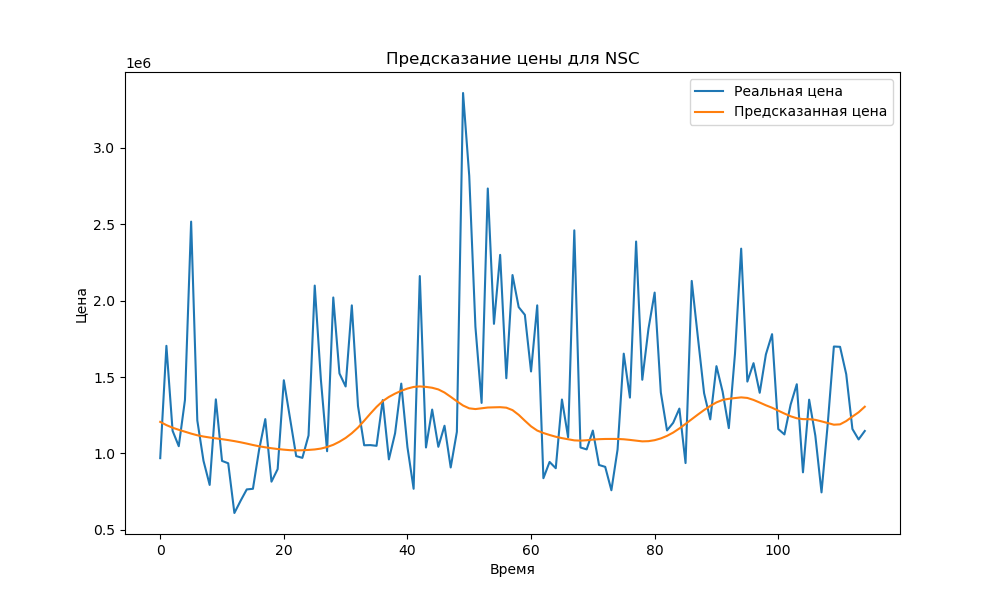 Предсказание цены для NSC
1e6
Реальная цена
Предсказанная цена
3.0
2.5
2.0
1.5
1.0
0.5
Цена
0 20 40 60 80 100
Время